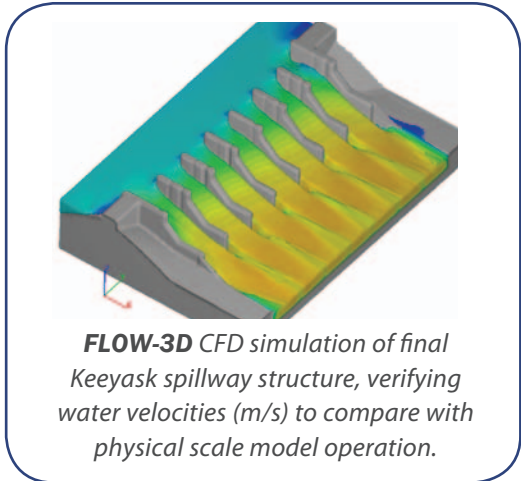 FLOW-3D CFD simulation of final
Keeyask spillway structure, verifying
water velocities (m/s) to compare with
physical scale model operation.